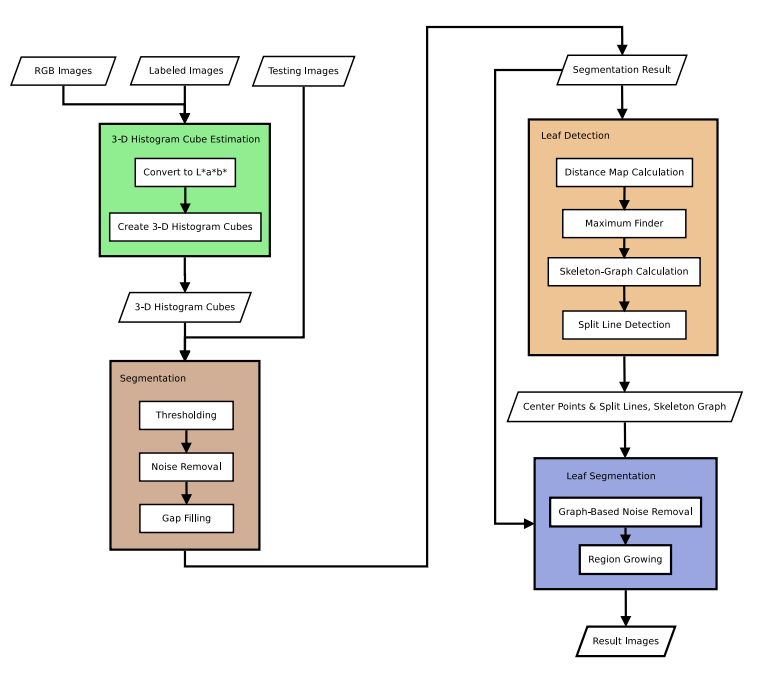 RGB Images
Labeled Images
Testing Images
3-D Histogram Cube Estimation
Convert to L*a*b*
Create 3-D Histogram Cubes
3-D Histogram Cubes
Segmentation
Thresholding
Noise Removal
Gap Filling
Segmentation Result
Leaf Detection
Distance Map Calculation
Maximum Finder
Skeleton-Graph Calculation
Split Line Detection
Center Points & Split Lines, Skeleton Graph
Leaf Segmentation
Graph-Based Noise Removal
Region Growing
Result Images